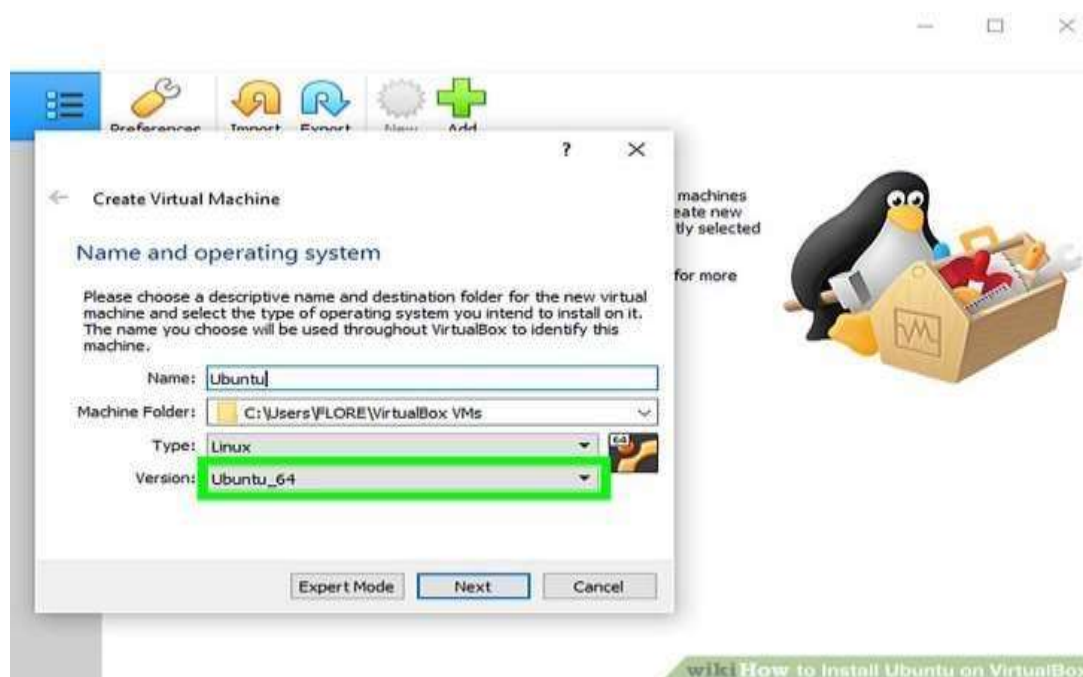 Preferences Import Export New Add
?
Create Virtual Machine
machines
eate new
tly selected
Name and operating system
for more
Please choose a descriptive name and destination folder for the new virtual
machine and select the type of operating system you intend to install on it.
The name you choose will be used throughout VirtualBox to identify this
machine.
Name: Ubuntu
Machine Folder: C:\Users\FLORE\VirtualBox VMs
Type: Linux
64
Version: Ubuntu_64
Expert Mode Next Cancel
wikiHow to Install Ubuntu on VirtualBox